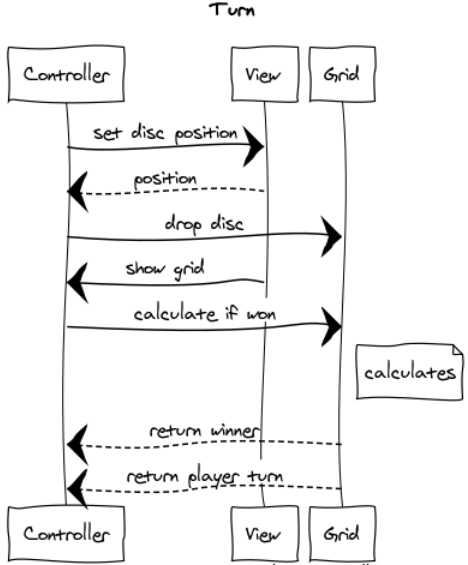 Turn
Controller View Grid
set disc position
position
drop disc
show grid
calculate if won
calculates
return winner
return player turn
Controller View Grid